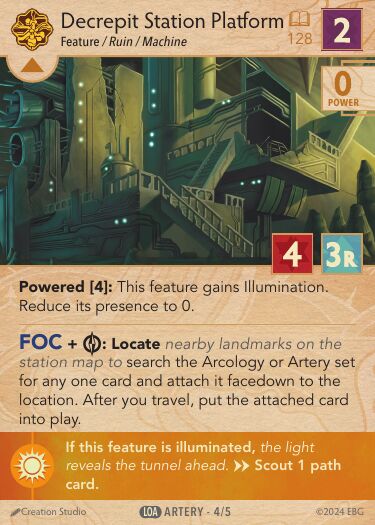 Decrepit Station Platform
128
2
Feature / Ruin / Machine
0
POWER
4
3R
Powered [4]: This feature gains Illumination.
Reduce its presence to 0.
FOC + : Locate nearby landmarks on the
station map to search the Arcology or Artery set
for any one card and attach it facedown to the
location. After you travel, put the attached card
into play.
If this feature is illuminated, the light
reveals the tunnel ahead. Scout 1 path
card.
Creation Studio
LOA ARTERY - 4/5
©2024 EBG